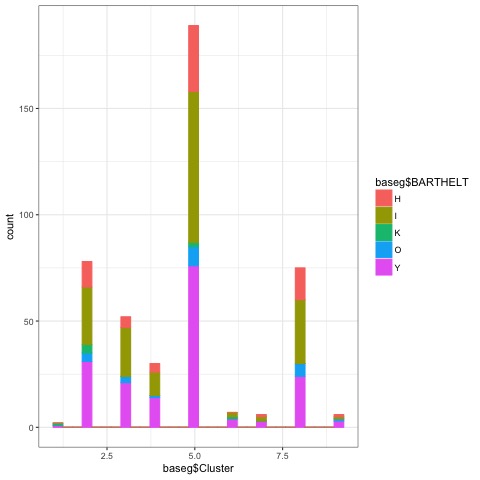 150
100
50
0
count
2.5 5.0 7.5
baseg$Cluster
baseg$BARTHELT
H
I
K
O
Y